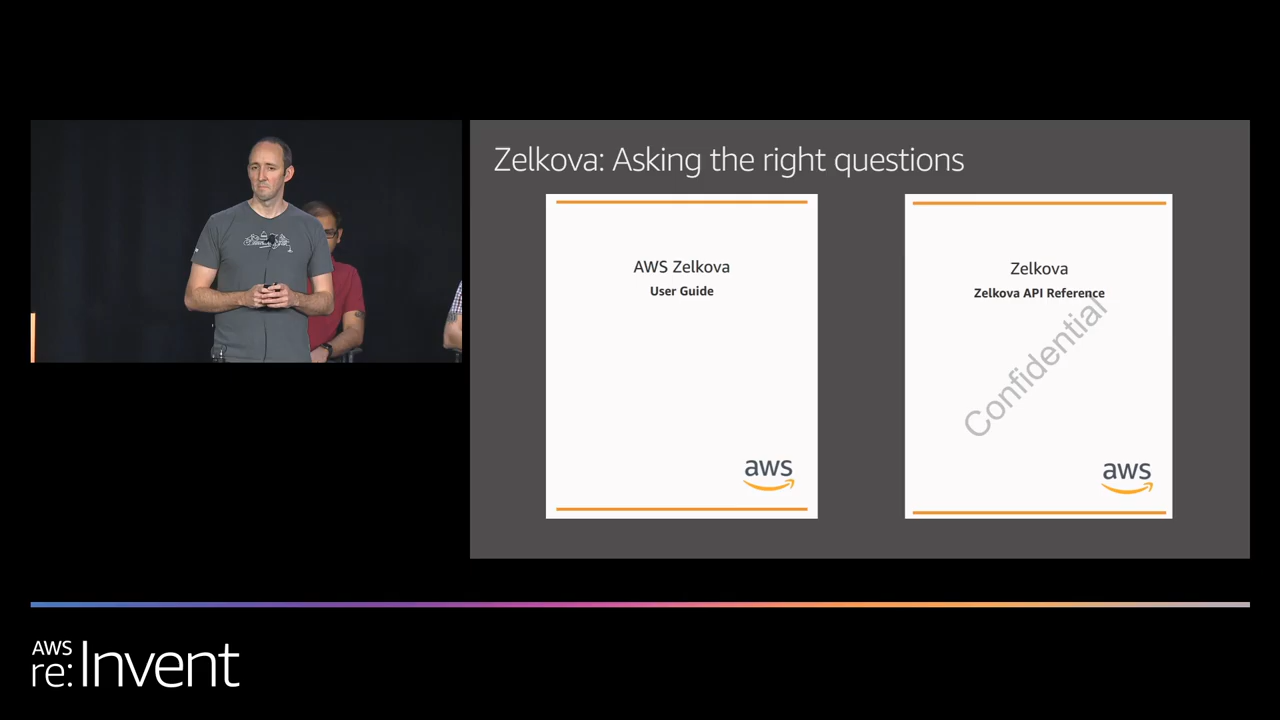 Zelkova: Asking the right questions
AWS Zelkova
User Guide
aws
Zelkova
Zelkova API Reference
Confidential
aws
AWS
re:Invent